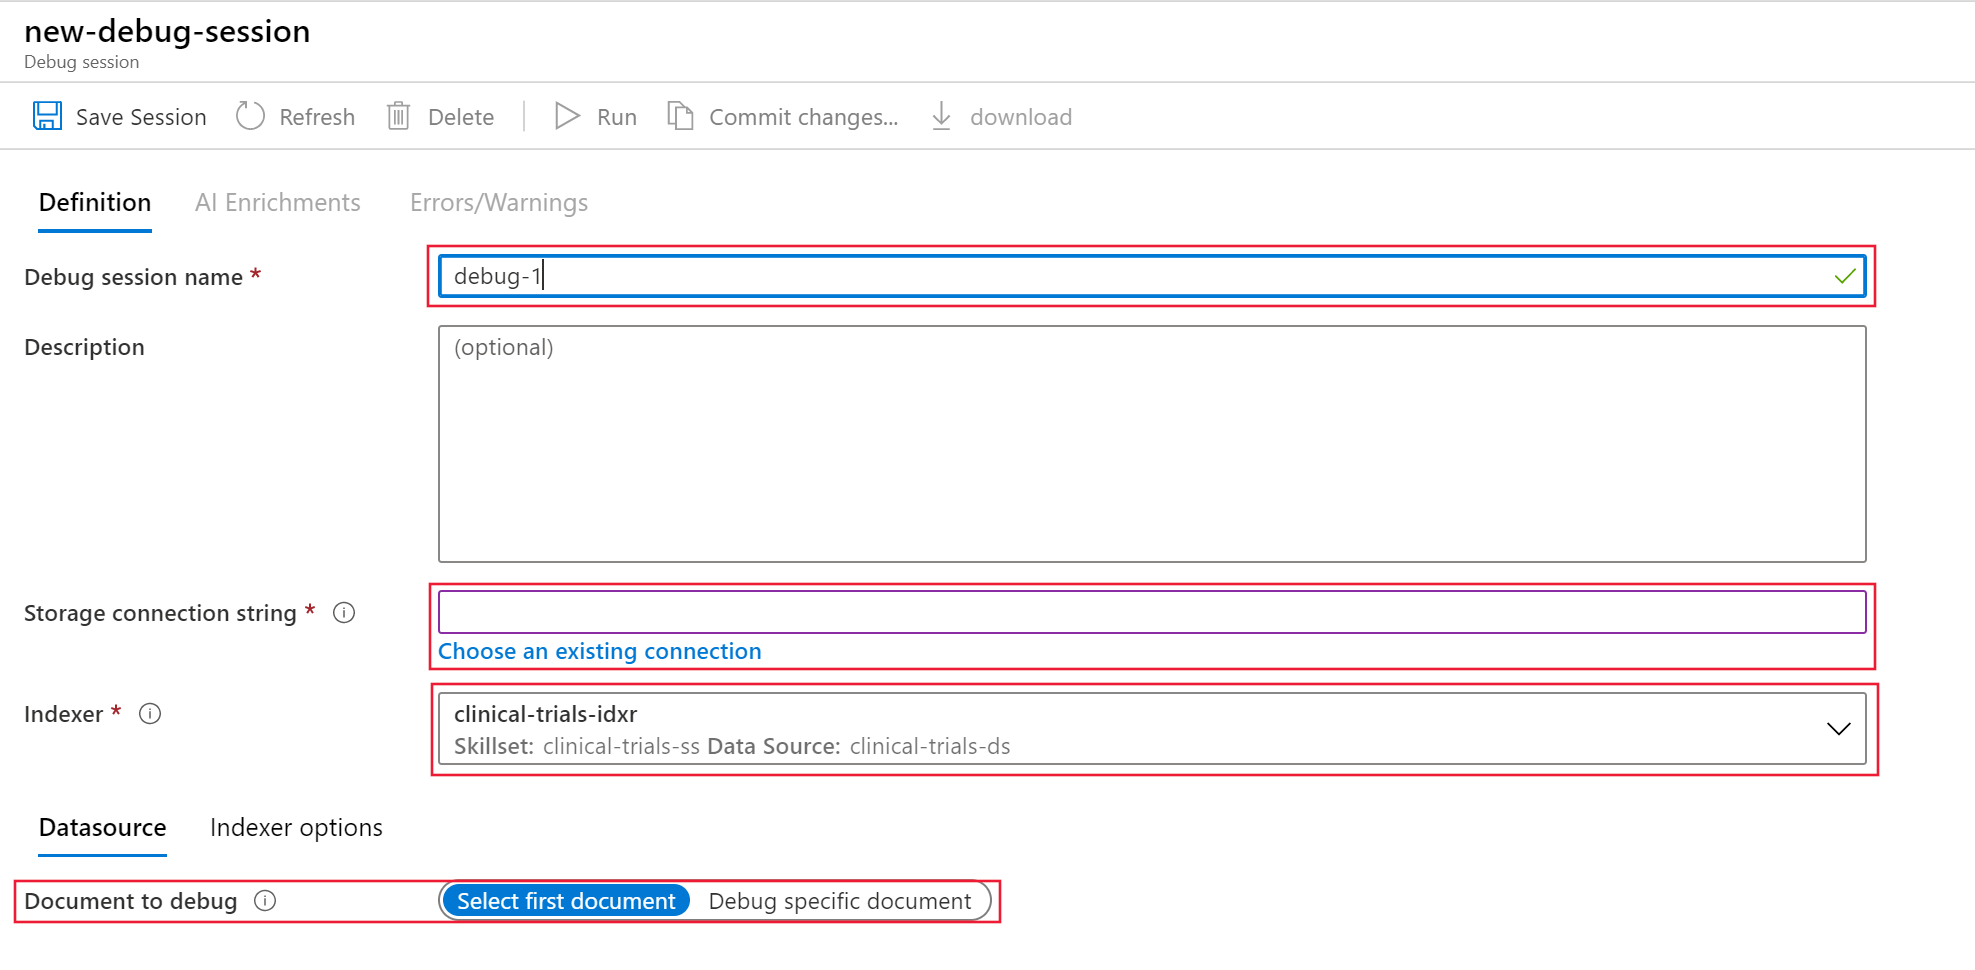 new-debug-session
Debug session
Save Session Refresh Delete Run Commit changes... download
Definition AI Enrichments Errors/Warnings
Debug session name * debug-1
Description (optional)
Storage connection string *
Choose an existing connection
Indexer * clinical-trials-idxr
Skillset: clinical-trials-ss Data Source: clinical-trials-ds
Datasource Indexer options
Document to debug Select first document Debug specific document